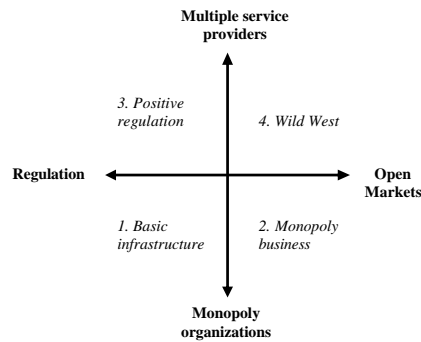 Multiple service
providers
3. Positive
regulation
4. Wild West
Regulation
Open
Markets
1. Basic
infrastructure
2. Monopoly
business
Monopoly
organizations